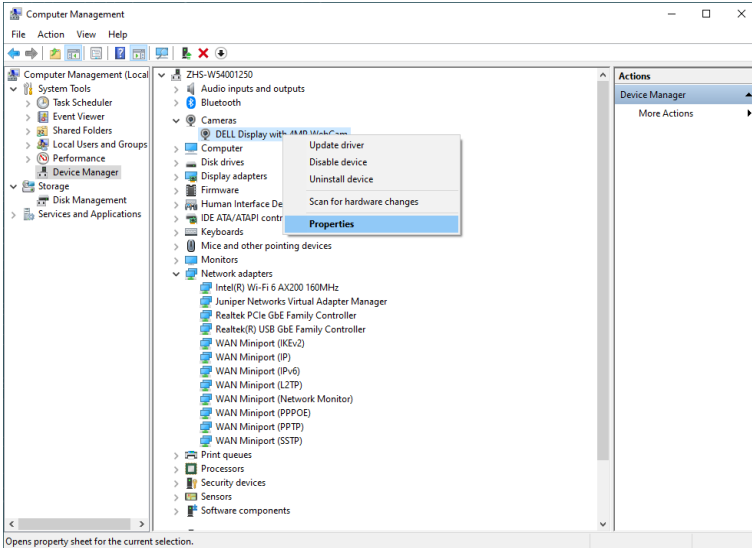 Computer Management
File Action View Help
Computer Management (Local
System Tools
Task Scheduler
Event Viewer
Shared Folders
Local Users and Groups
Performance
Device Manager
Storage
Disk Management
Services and Applications
ZHS-W54001250
Audio inputs and outputs
Bluetooth
Cameras
DELL Display with 4MP WebCam
Computer
Disk drives
Display adapters
Firmware
Human Interface De
IDE ATA/ATAPI contr
Keyboards
Mice and other pointing devices
Monitors
Network adapters
Intel(R) Wi-Fi 6 AX200 160MHz
Juniper Networks Virtual Adapter Manager
Realtek PCIe GbE Family Controller
Realtek(R) USB GbE Family Controller
WAN Miniport (IKEv2)
WAN Miniport (IP)
WAN Miniport (IPv6)
WAN Miniport (L2TP)
WAN Miniport (Network Monitor)
WAN Miniport (PPPOE)
WAN Miniport (PPTP)
WAN Miniport (SSTP)
Print queues
Processors
Security devices
Sensors
Software components
Update driver
Disable device
Uninstall device
Scan for hardware changes
Properties
Actions
Device Manager
More Actions
Opens property sheet for the current selection.